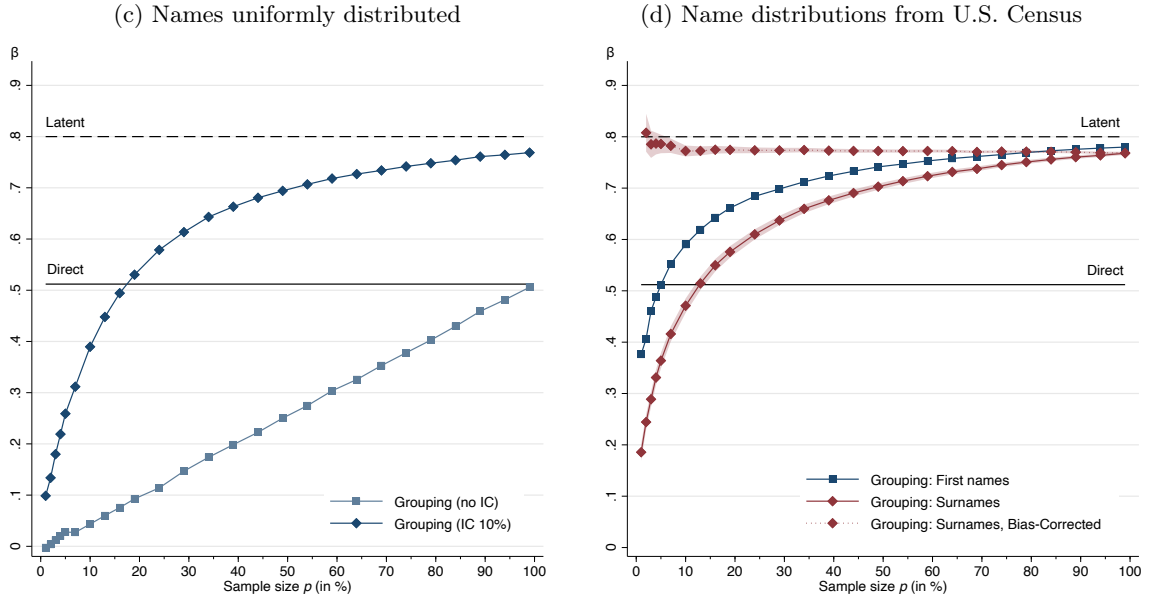 (c) Names uniformly distributed
β
.9
.8
.7
.6
.5
.4
.3
.2
.1
0
Latent
Direct
Grouping (no IC)
Grouping (IC 10%)
0 10 20 30 40 50 60 70 80 90 100
Sample size p (in %)
(d) Name distributions from U.S. Census
β
.9
.8
.7
.6
.5
.4
.3
.2
.1
0
Latent
Direct
Grouping: First names
Grouping: Surnames
Grouping: Surnames, Bias-Corrected
0 10 20 30 40 50 60 70 80 90 100
Sample size p (in %)